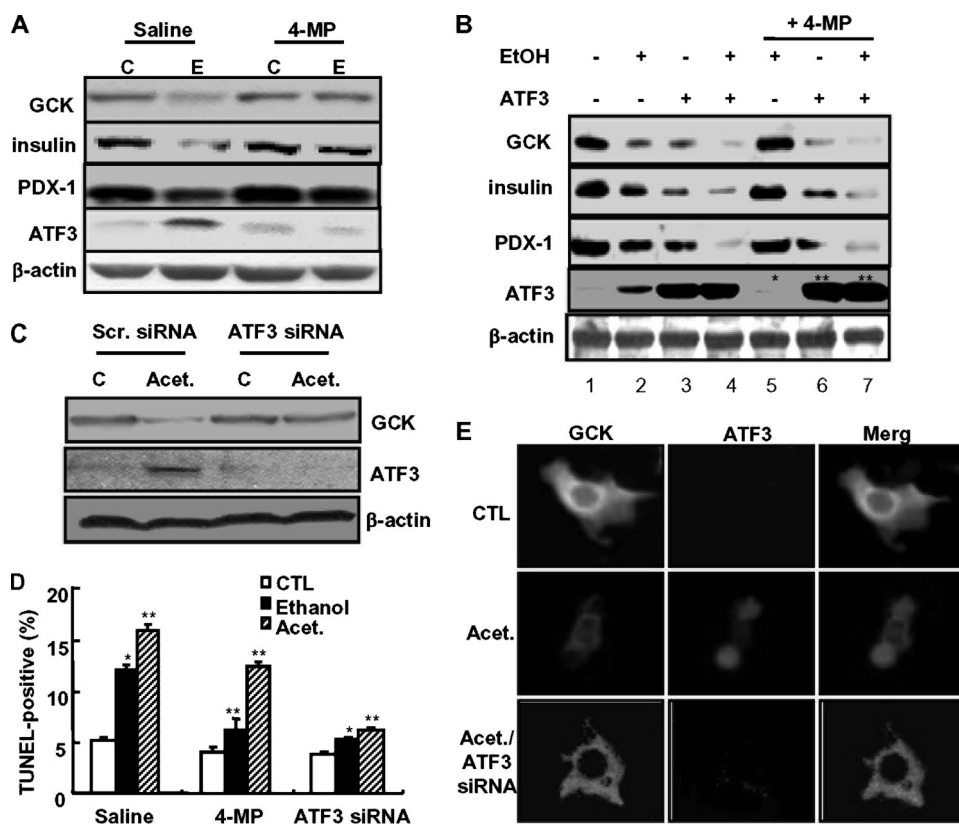 A
Saline 4-MP
C E C E
GCK
insulin
PDX-1
ATF3
β-actin
B
+ 4-MP
EtOH - + - + + - +
ATF3 - - + + - + +
GCK
insulin
PDX-1
ATF3 * ** **
β-actin
1 2 3 4 5 6 7
C
Scr. siRNA ATF3 siRNA
C Acet. C Acet.
GCK
ATF3
β-actin
D
TUNEL-positive (%)
20
15
10
5
0
CTL
Ethanol
Acet.
* ** ** ** * **
Saline 4-MP ATF3 siRNA
E
GCK ATF3 Merg
CTL
Acet.
Acet./
ATF3
siRNA